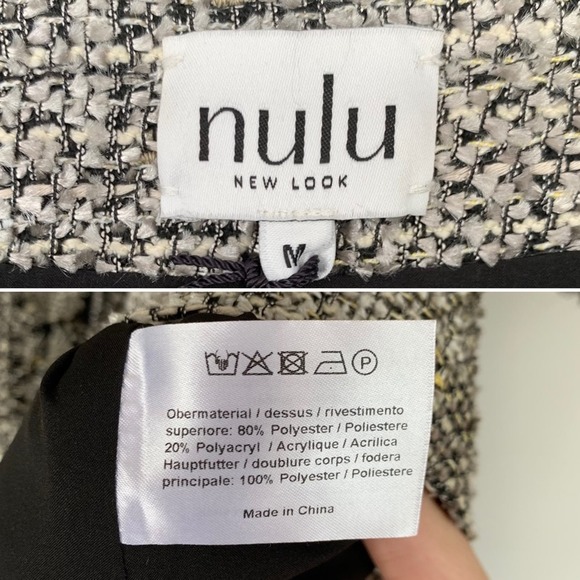 nulu
NEW LOOK
M
P
Obermaterial / dessus / rivestimento
superiore: 80% Polyester / Poliestere
20% Polyacryl / Acrylique / Acrilica
Hauptfutter / doublure corps / fodera
principale: 100% Polyester / Poliestere
Made in China